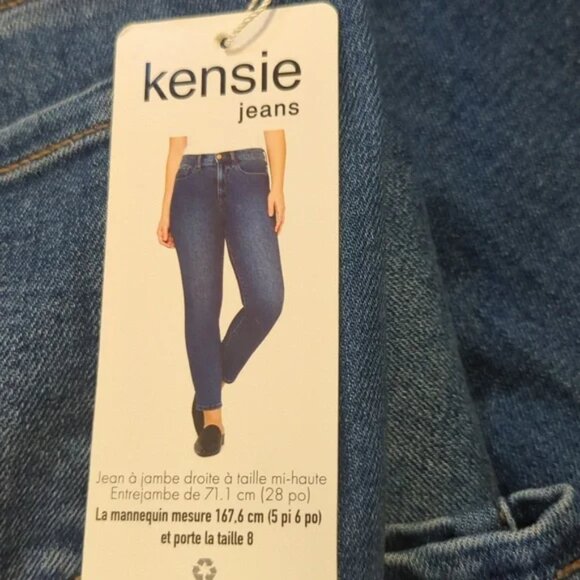 kensie
jeans
Jean à jambe droite à taille mi-haute
Entrejambe de 71.1 cm (28 po)
La mannequin mesure 167,6 cm (5 pi 6 po)
et porte la taille 8